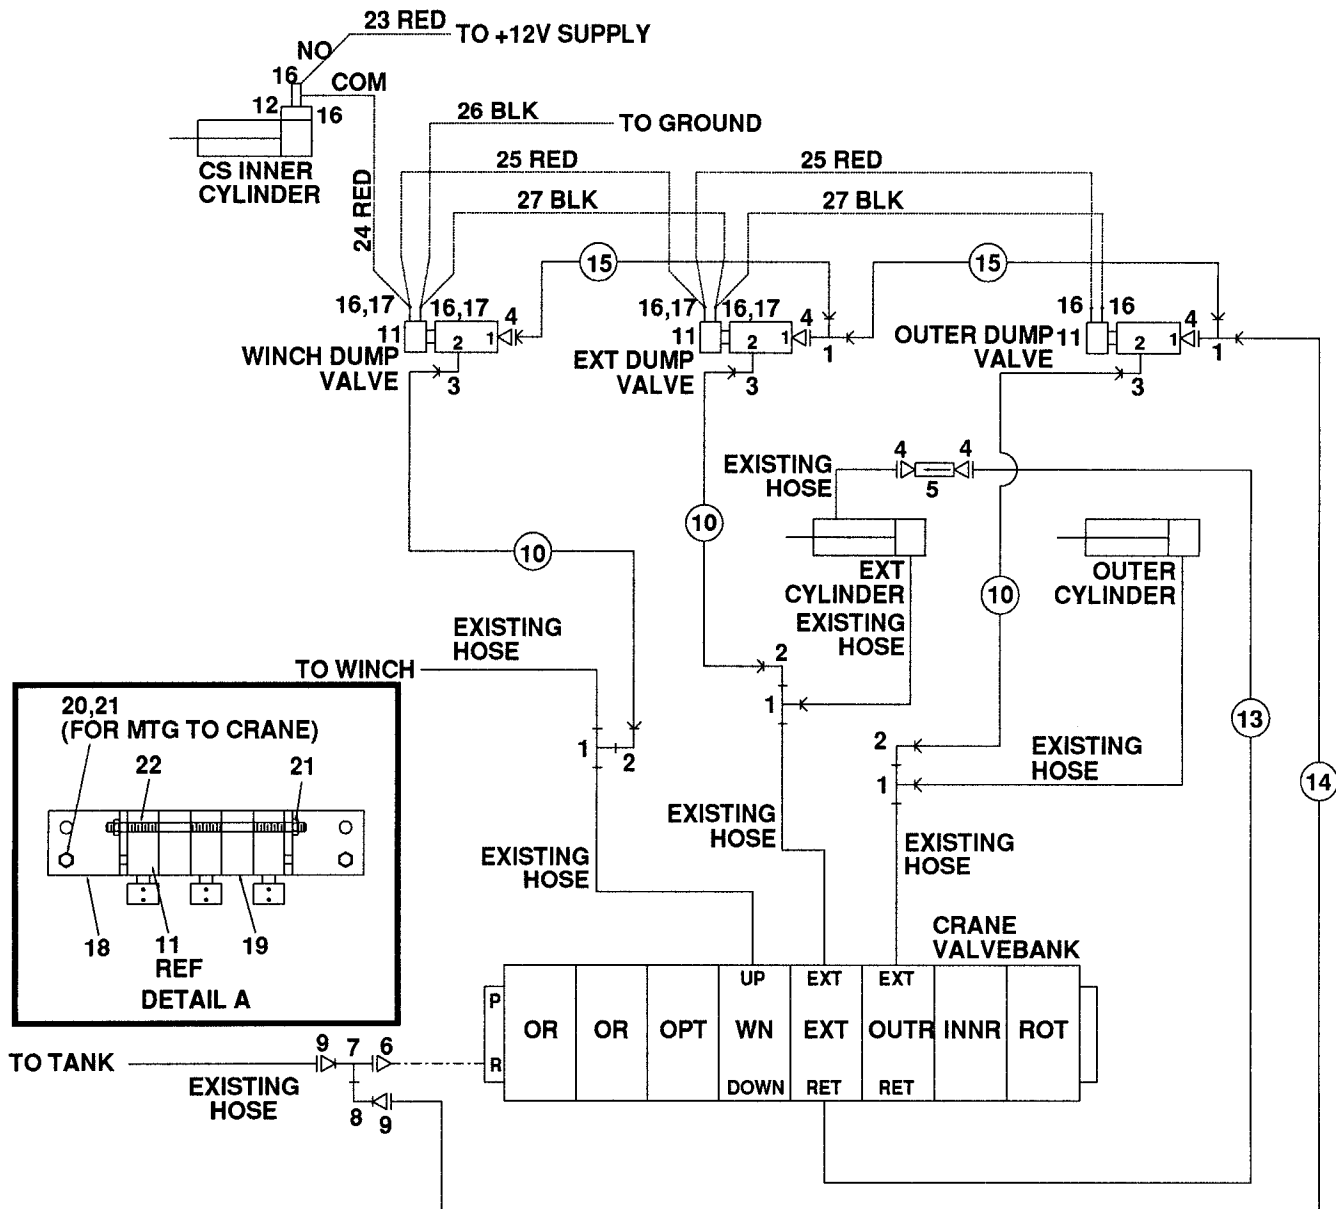 23 RED
TO +12V SUPPLY
NO
16
COM
12
16
26 BLK
TO GROUND
CS INNER
CYLINDER
25 RED
25 RED
24 RED
27 BLK
27 BLK
15
15
16,17
16,17
4
11
2
1
WINCH DUMP
VALVE
3
16,17
16,17
4
11
2
1
1
EXT DUMP
VALVE
3
16
16
4
OUTER DUMP
VALVE
11
2
1
1
3
EXISTING
HOSE
4
4
5
10
10
10
EXT
CYLINDER
OUTER
CYLINDER
EXISTING
HOSE
EXISTING
HOSE
TO WINCH
2
1
1
2
2
1
EXISTING
HOSE
13
14
20,21
(FOR MTG TO CRANE)
22
21
18
11
REF
19
DETAIL A
EXISTING
HOSE
EXISTING
HOSE
EXISTING
HOSE
CRANE
VALVEBANK
P
R
OR
OR
OPT
UP
WN
DOWN
EXT
EXT
RET
EXT
OUTR
RET
INNR
ROT
TO TANK
9
7
6
EXISTING
HOSE
8
9